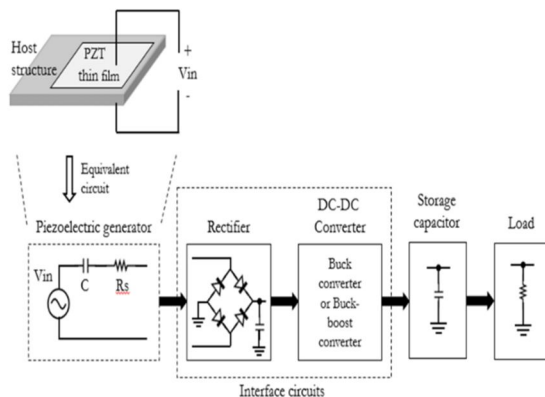 Host
structure
PZT
thin film
+
Vin
-
Equivalent
circuit
Piezoelectric generator
Vin
C
Rs
Rectifier
DC-DC
Converter
Buck
converter
or Buck-
boost
converter
Interface circuits
Storage
capacitor
Load